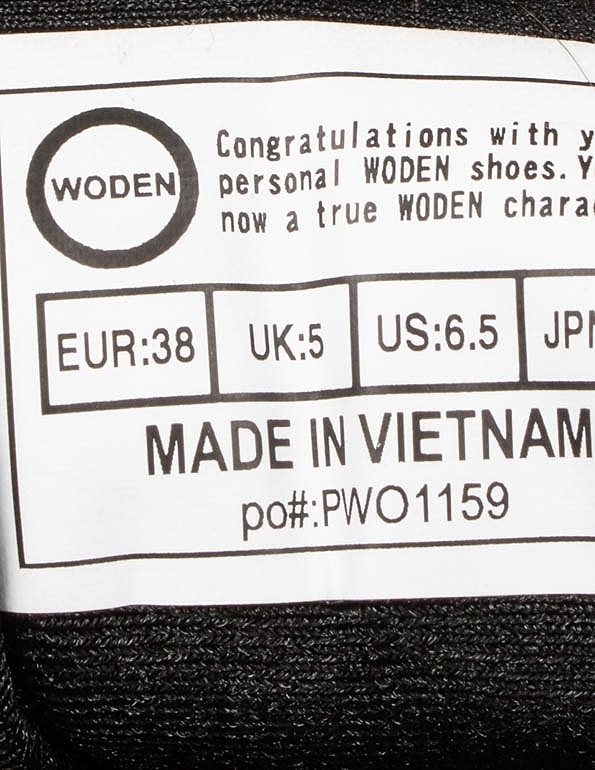 WODEN
Congratulations with
personal WODEN shoes.
now a true WODEN
EUR:38 UK:5 US:6.5
MADE IN VIETNAM
po#:PWO1159